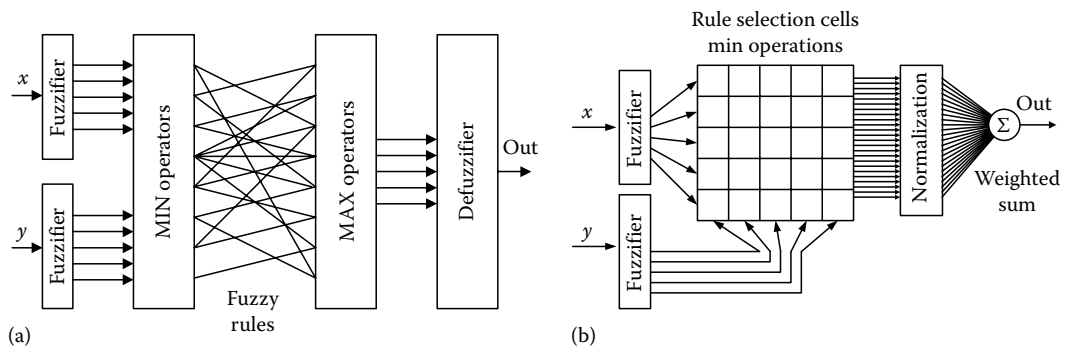 x
Fuzzifier
y
Fuzzifier
MIN operators
Fuzzy
rules
MAX operators
Defuzzifier
Out
(a)
Rule selection cells
min operations
x
Fuzzifier
y
Fuzzifier
Normalization
Σ
Out
Weighted
sum
(b)